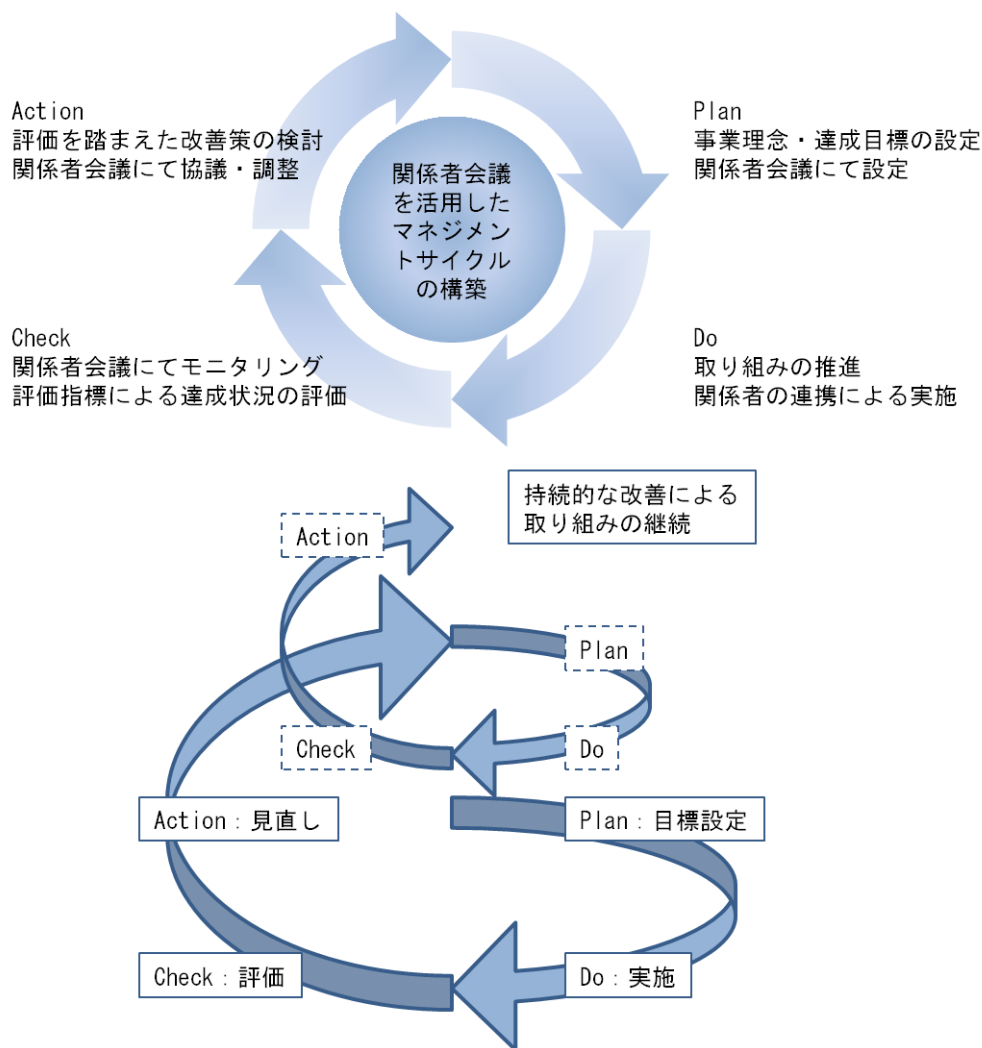 Action
評価を踏まえた改善策の検討
関係者会議にて協議・調整
Plan
事業理念・達成目標の設定
関係者会議にて設定
関係者会議
を活用した
マネジメン
トサイクル
の構築
Check
関係者会議にてモニタリング
評価指標による達成状況の評価
Do
取り組みの推進
関係者の連携による実施
持続的な改善による
取り組みの継続
Action
Plan
Check
Do
Action：見直し
Plan：目標設定
Check：評価
Do：実施